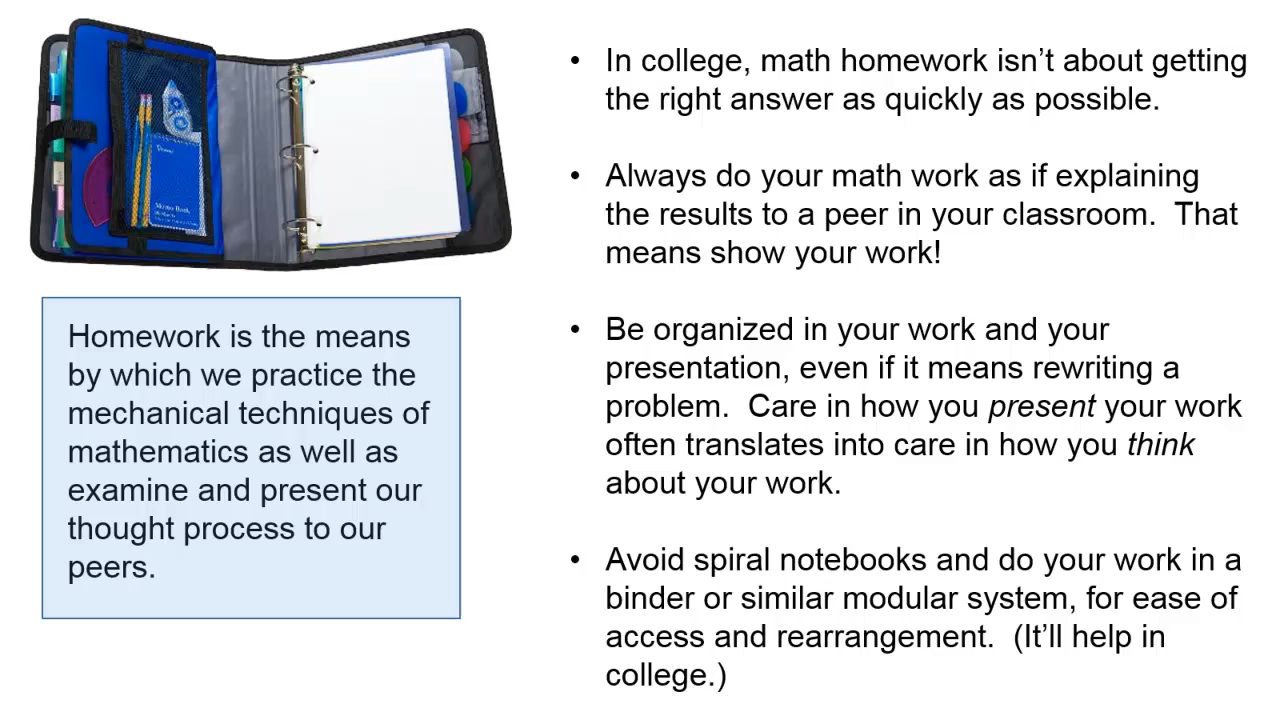 Homework is the means
by which we practice the
mechanical techniques of
mathematics as well as
examine and present our
thought process to our
peers.
• In college, math homework isn’t about getting
the right answer as quickly as possible.
• Always do your math work as if explaining
the results to a peer in your classroom.  That
means show your work!
• Be organized in your work and your
presentation, even if it means rewriting a
problem.  Care in how you present your work
often translates into care in how you think
about your work.
• Avoid spiral notebooks and do your work in a
binder or similar modular system, for ease of
access and rearrangement.  (It’ll help in
college.)